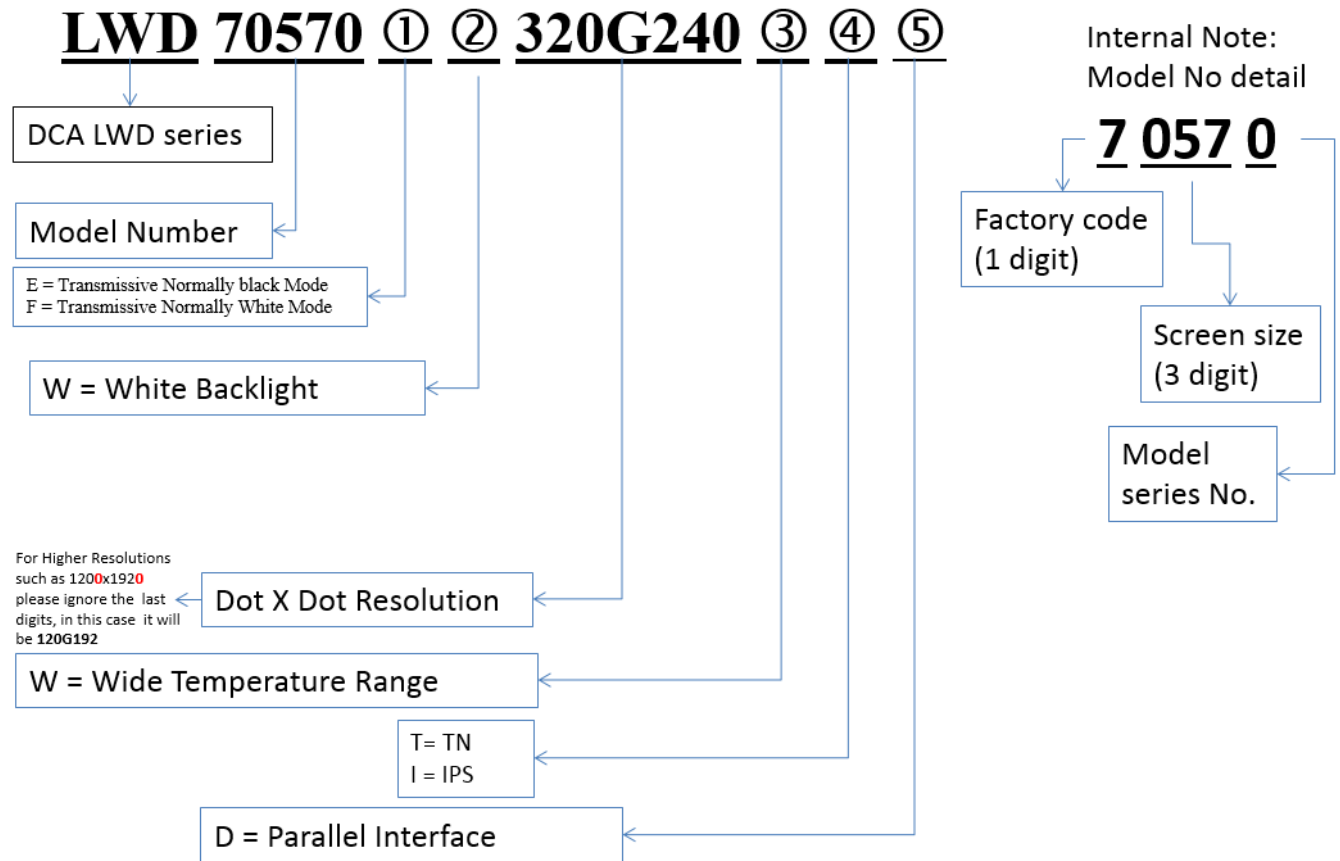 LWD 70570 ① ② 320G240 ③ ④ ⑤
DCA LWD series
Model Number
E = Transmissive Normally black Mode
F = Transmissive Normally White Mode
W = White Backlight
For Higher Resolutions
such as 1200x1920
please ignore the last
digits, in this case it will
be 120G192
Dot X Dot Resolution
W = Wide Temperature Range
T= TN
I = IPS
D = Parallel Interface
Internal Note:
Model No detail
7 057 0
Factory code
(1 digit)
Screen size
(3 digit)
Model
series No.